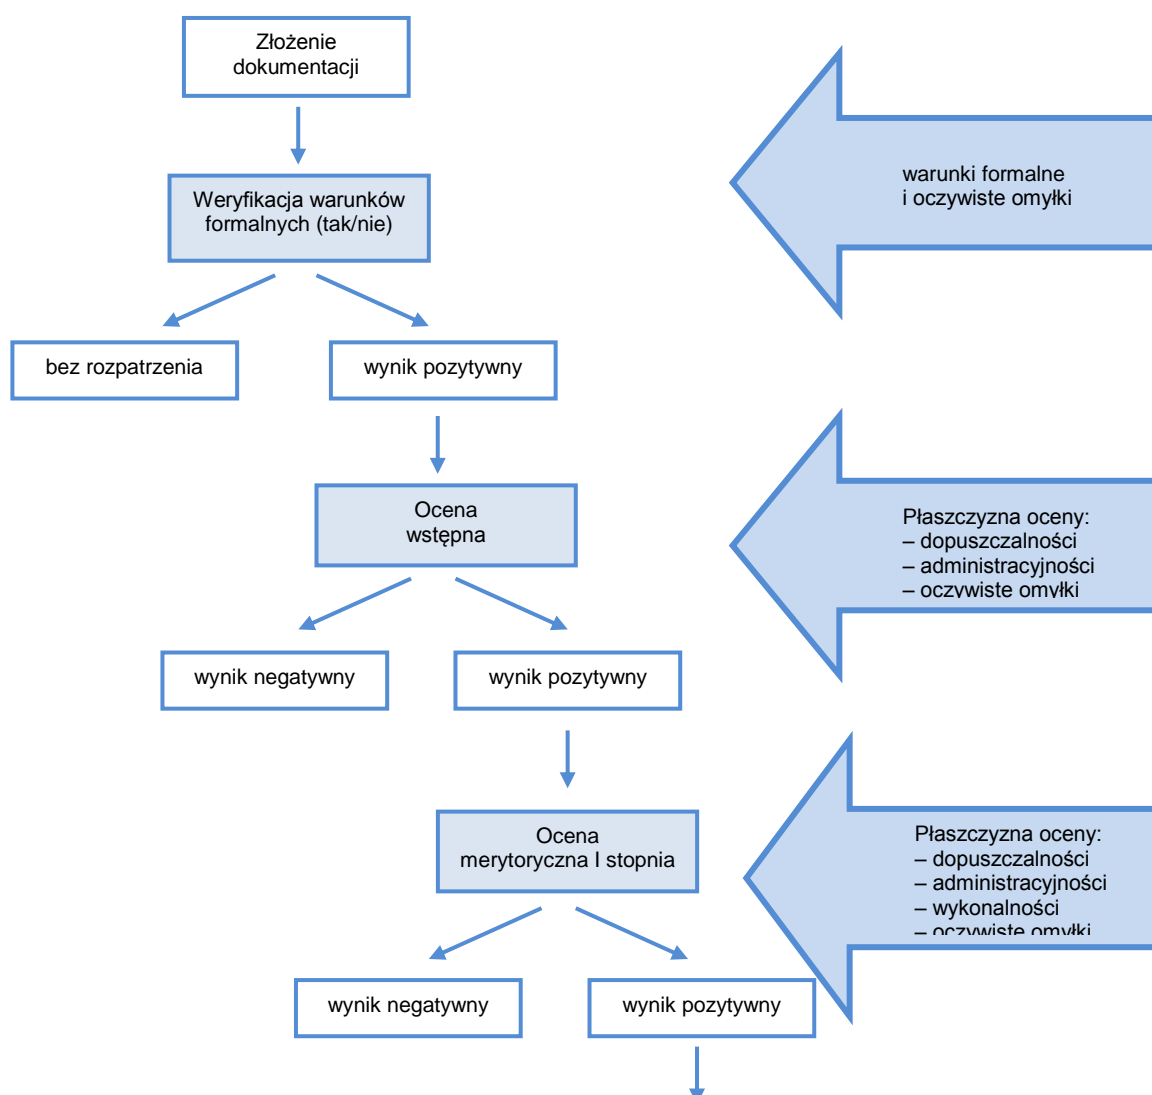 Złożenie
dokumentacji
warunki formalne
i oczywiste omyłki
Weryfikacja warunków
formalnych (tak/nie)
bez rozpatrzenia
wynik pozytywny
Ocena
wstępna
Płaszczyzna oceny:
– dopuszczalności
– administracyjności
– oczywiste omyłki
wynik negatywny
wynik pozytywny
Ocena
merytoryczna I stopnia
Płaszczyzna oceny:
– dopuszczalności
– administracyjności
– wykonalności
– oczywiste omyłki
wynik negatywny
wynik pozytywny